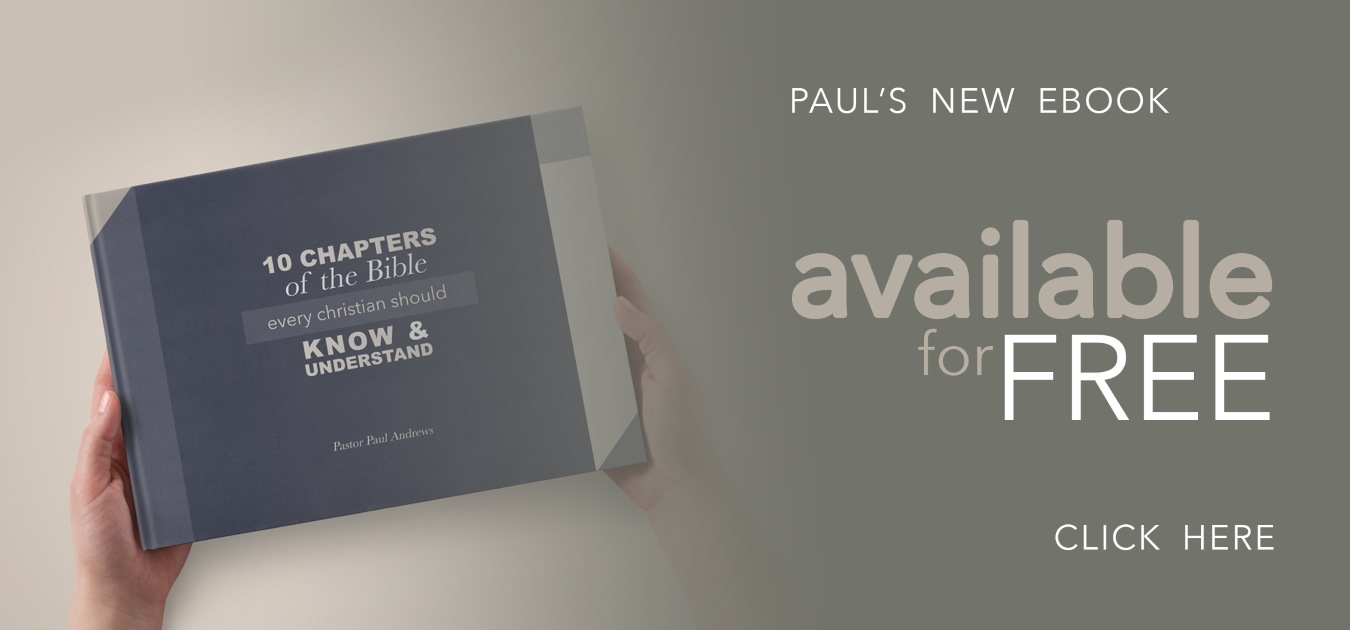 10 CHAPTERS
of the Bible
every christian should
KNOW &
UNDERSTAND
Pastor Paul Andrews
PAUL’S NEW EBOOK
available
for FREE
CLICK HERE